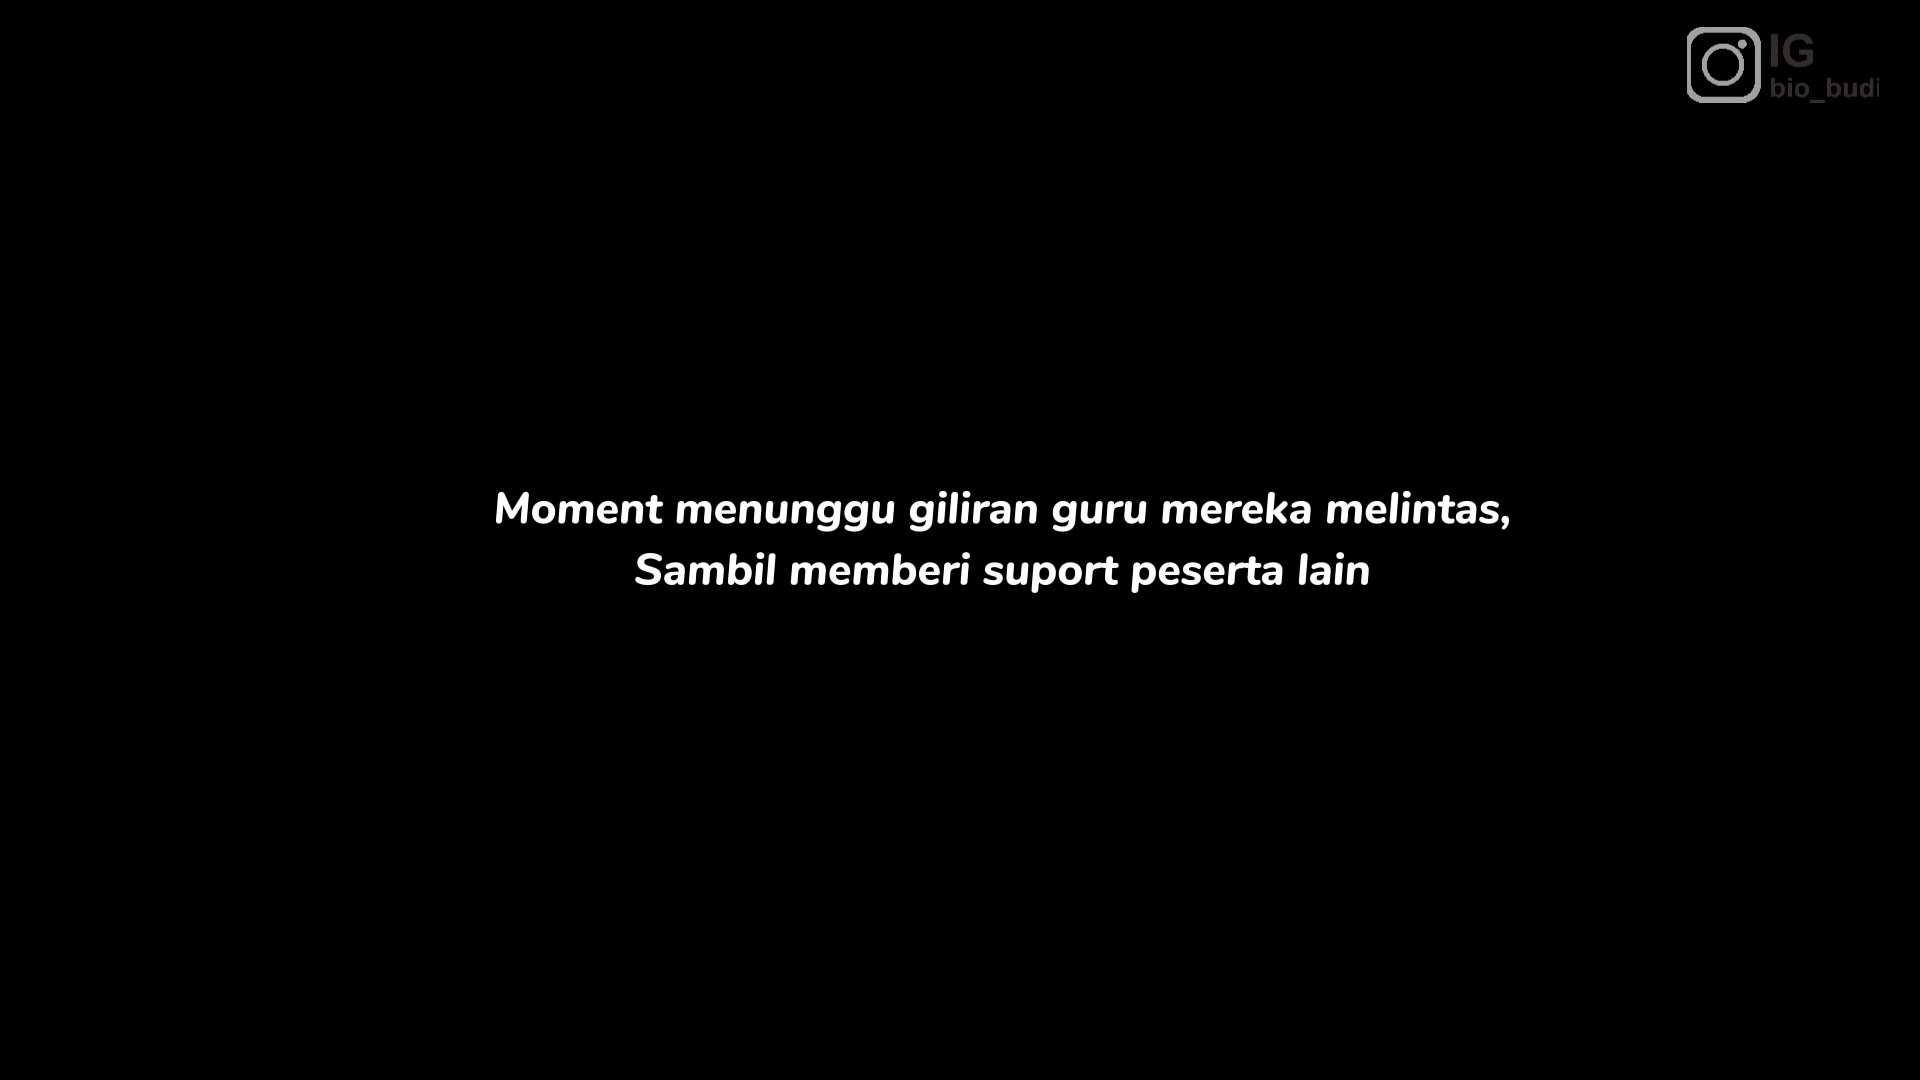 IG
bio_budi
Moment menunggu giliran guru mereka melintas,
Sambil memberi suport peserta lain